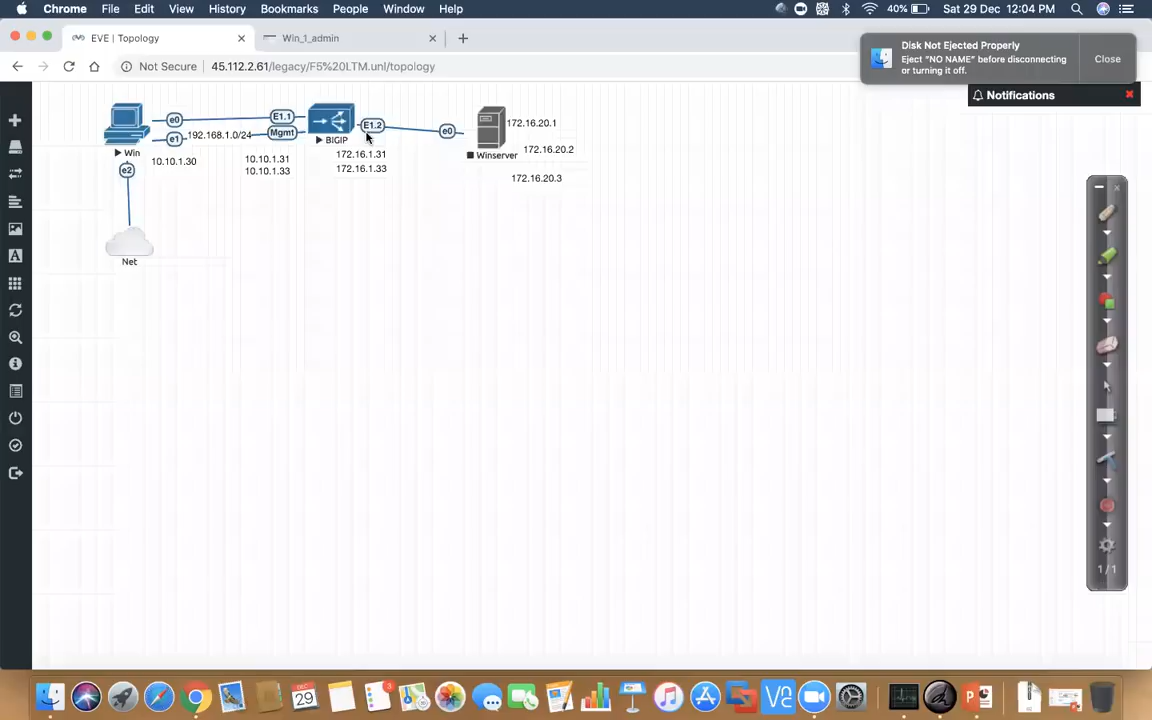 Chrome File Edit View History Bookmarks People Window Help
40% Sat 29 Dec 12:04 PM
EVE | Topology
Win_1_admin
Not Secure 45.112.2.61/legacy/F5%20LTM.unl/topology
Disk Not Ejected Properly
Eject "NO NAME" before disconnecting
or turning it off.
Close
Notifications
e0
E1.1
E1.2
e0
172.16.20.1
e1
192.168.1.0/24
Mgmt
BIGIP
Win
172.16.20.2
Winserver
10.10.1.30
10.10.1.31
10.10.1.33
172.16.1.31
172.16.1.33
e2
172.16.20.3
Net
1/1
DEC
29
3